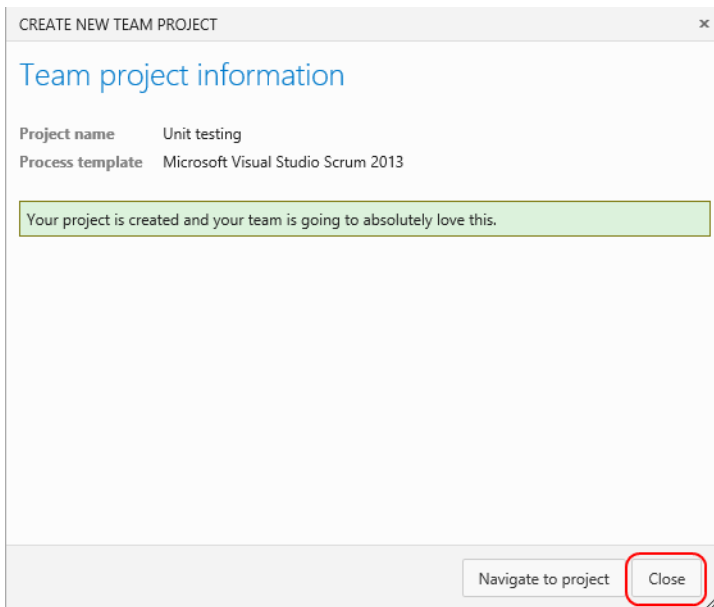 CREATE NEW TEAM PROJECT ×
Team project information
Project name Unit testing
Process template Microsoft Visual Studio Scrum 2013
Your project is created and your team is going to absolutely love this.
Navigate to project Close